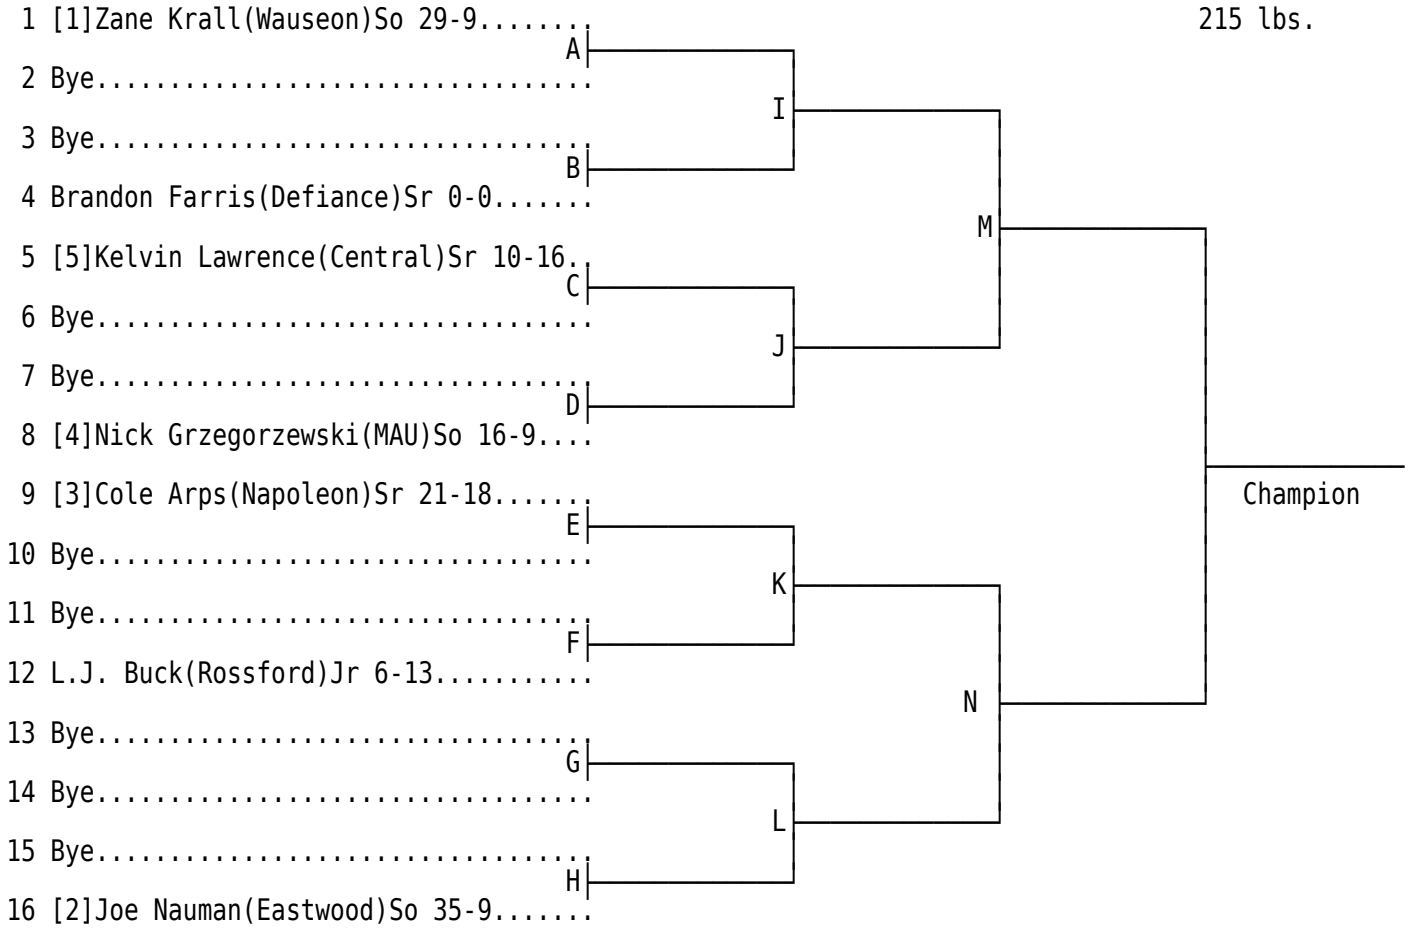 1 [1]Zane Krall(Wauseon)So 29-9........ 215 lbs.
A
2 Bye..................................
I
3 Bye..................................
B
4 Brandon Farris(Defiance)Sr 0-0.......
M
5 [5]Kelvin Lawrence(Central)Sr 10-16..
C
6 Bye..................................
J
7 Bye..................................
D
8 [4]Nick Grzegorzewski(MAU)So 16-9....
9 [3]Cole Arps(Napoleon)Sr 21-18.......
Champion
E
10 Bye..................................
K
11 Bye..................................
F
12 L.J. Buck(Rossford)Jr 6-13...........
N
13 Bye..................................
G
14 Bye..................................
L
15 Bye..................................
H
16 [2]Joe Nauman(Eastwood)So 35-9.......